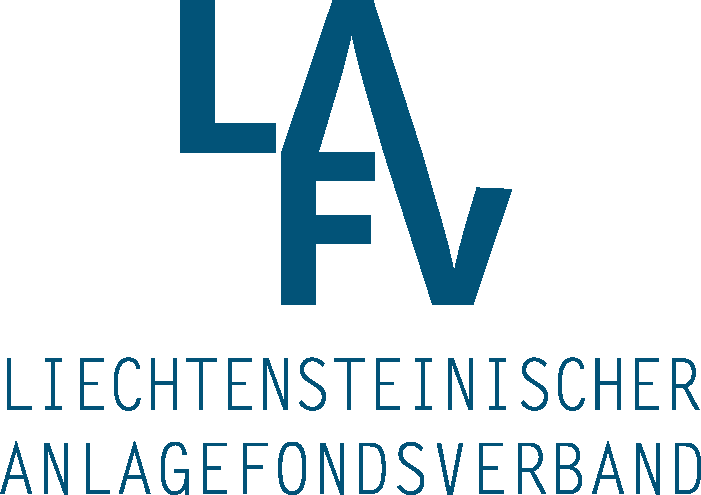 LAFV
LIECHTENSTEINISCHER
ANLAGEFONDSVERBAND